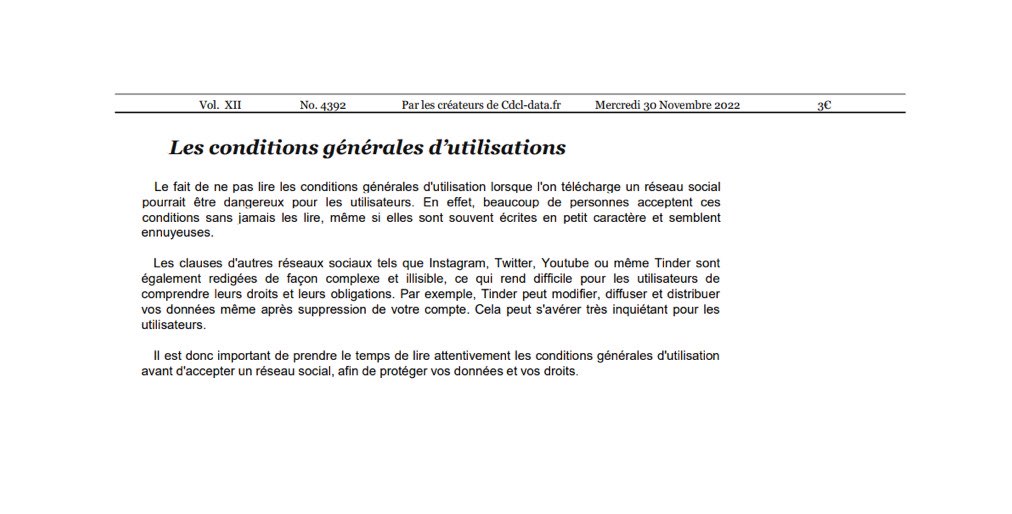 Vol. XII No. 4392 Par les créateurs de Cdcl-data.fr Mercredi 30 Novembre 2022 3€
Les conditions générales d’utilisations
Le fait de ne pas lire les conditions générales d'utilisation lorsque l'on télécharge un réseau social
pourrait être dangereux pour les utilisateurs. En effet, beaucoup de personnes acceptent ces
conditions sans jamais les lire, même si elles sont souvent écrites en petit caractère et semblent
ennuyeuses.
Les clauses d'autres réseaux sociaux tels que Instagram, Twitter, Youtube ou même Tinder sont
également redigées de façon complexe et illisible, ce qui rend difficile pour les utilisateurs de
comprendre leurs droits et leurs obligations. Par exemple, Tinder peut modifier, diffuser et distribuer
vos données même après suppression de votre compte. Cela peut s'avérer très inquiétant pour les
utilisateurs.
Il est donc important de prendre le temps de lire attentivement les conditions générales d'utilisation
avant d'accepter un réseau social, afin de protéger vos données et vos droits.